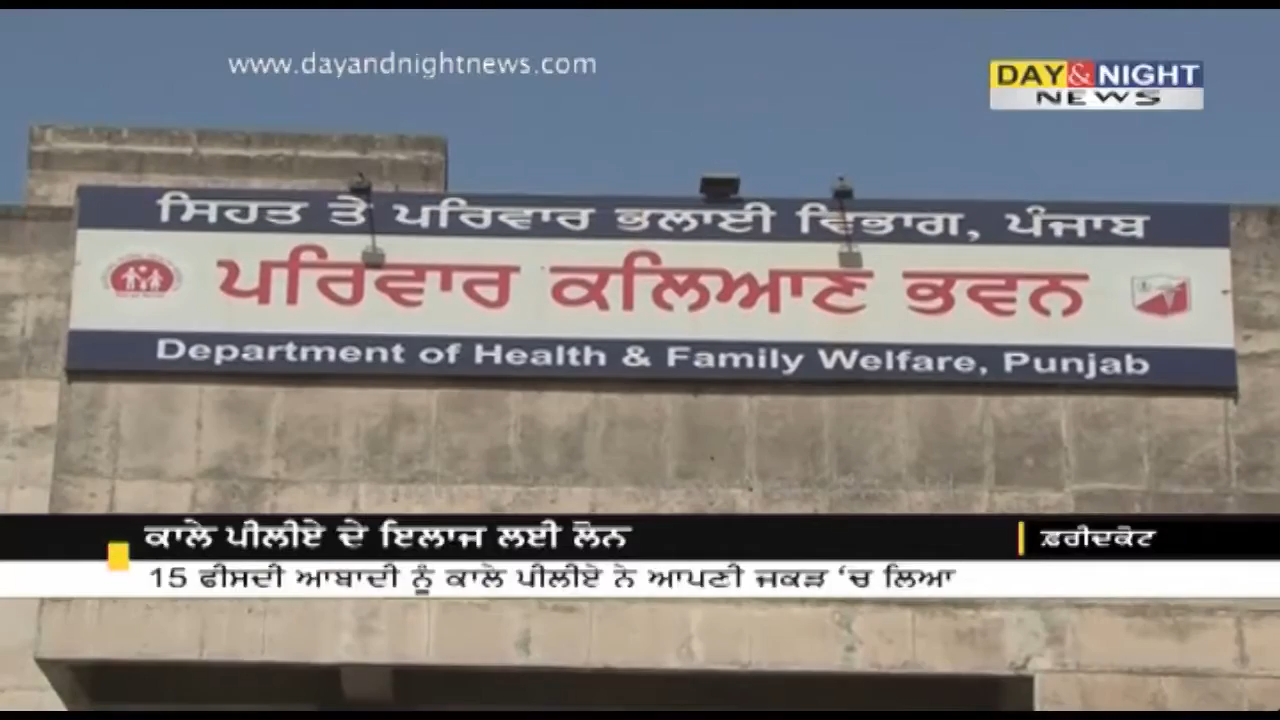 www.dayandnightnews.com
DAY&NIGHT
NEWS
ਸਿਹਤ ਤੇ ਪਰਿਵਾਰ ਭਲਾਈ ਵਿਭਾਗ, ਪੰਜਾਬ
ਪਰਿਵਾਰ ਕਲਿਆਣ ਭਵਨ
Department of Health & Family Welfare, Punjab
ਕਾਲੇ ਪੀਲੀਏ ਦੇ ਇਲਾਜ ਲਈ ਲੋਨ
ਫ਼ਰੀਦਕੋਟ
15 ਫੀਸਦੀ ਆਬਾਦੀ ਨੂੰ ਕਾਲੇ ਪੀਲੀਏ ਨੇ ਆਪਣੀ ਜਕੜ ‘ਚ ਲਿਆ